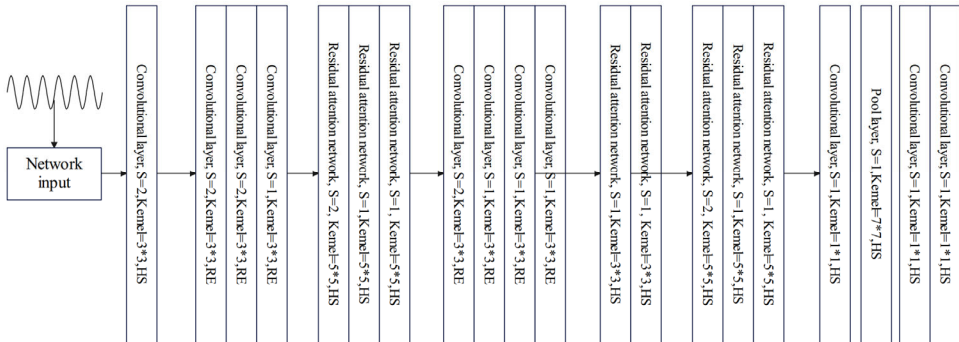 Network
input
Convolutional layer, S=2,Kernel=3*3,HS
Convolutional layer, S=2,Kernel=3*3,RE
Convolutional layer, S=2,Kernel=3*3,RE
Convolutional layer, S=1,Kernel=3*3,RE
Residual attention network, S=2, Kernel=5*5,HS
Residual attention network, S=1,Kernel=5*5,HS
Residual attention network, S=1, Kernel=5*5,HS
Convolutional layer, S=2,Kernel=3*3,RE
Convolutional layer, S=1,Kernel=3*3,RE
Convolutional layer, S=1,Kernel=3*3,RE
Convolutional layer, S=1,Kernel=3*3,RE
Residual attention network, S=1,Kernel=3*3,HS
Residual attention network, S=1, Kernel=3*3,HS
Residual attention network, S=2, Kernel=5*5,HS
Residual attention network, S=1,Kernel=5*5,HS
Residual attention network, S=1, Kernel=5*5,HS
Convolutional layer, S=1,Kernel=1*1,HS
Pool layer, S=1,Kernel=7*7,HS
Convolutional layer, S=1,Kernel=1*1,HS
Convolutional layer, S=1,Kernel=1*1,HS